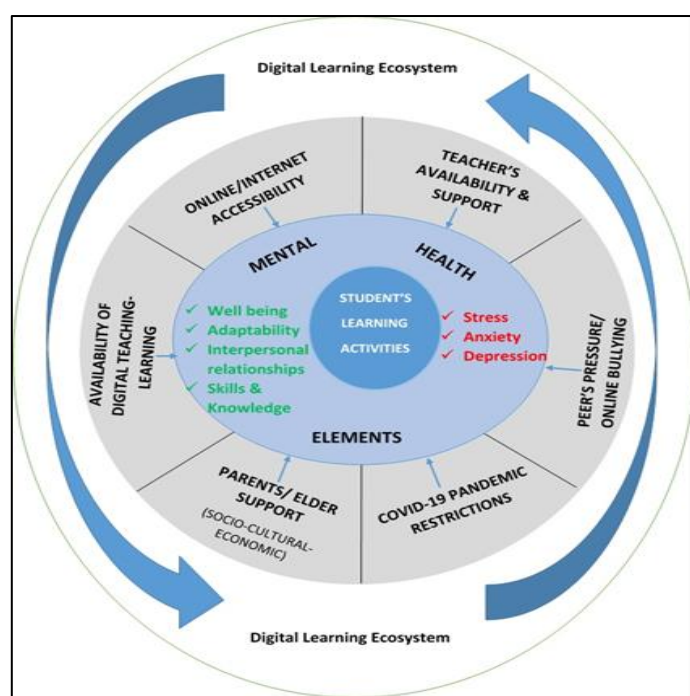 Digital Learning Ecosystem
ONLINE/INTERNET
ACCESSIBILITY
TEACHER'S
AVAILABILITY &
SUPPORT
AVAILABILITY OF
DIGITAL TEACHING-
LEARNING
MENTAL
HEALTH
✓ Well being
✓ Adaptability
✓ Interpersonal
relationships
✓ Skills &
Knowledge
STUDENT'S
LEARNING
ACTIVITIES
✓ Stress
✓ Anxiety
✓ Depression
PEER'S PRESSURE/
ONLINE BULLYING
ELEMENTS
PARENTS/ ELDER
SUPPORT
(SOCIO-CULTURAL-
ECONOMIC)
COVID-19 PANDEMIC
RESTRICTIONS
Digital Learning Ecosystem